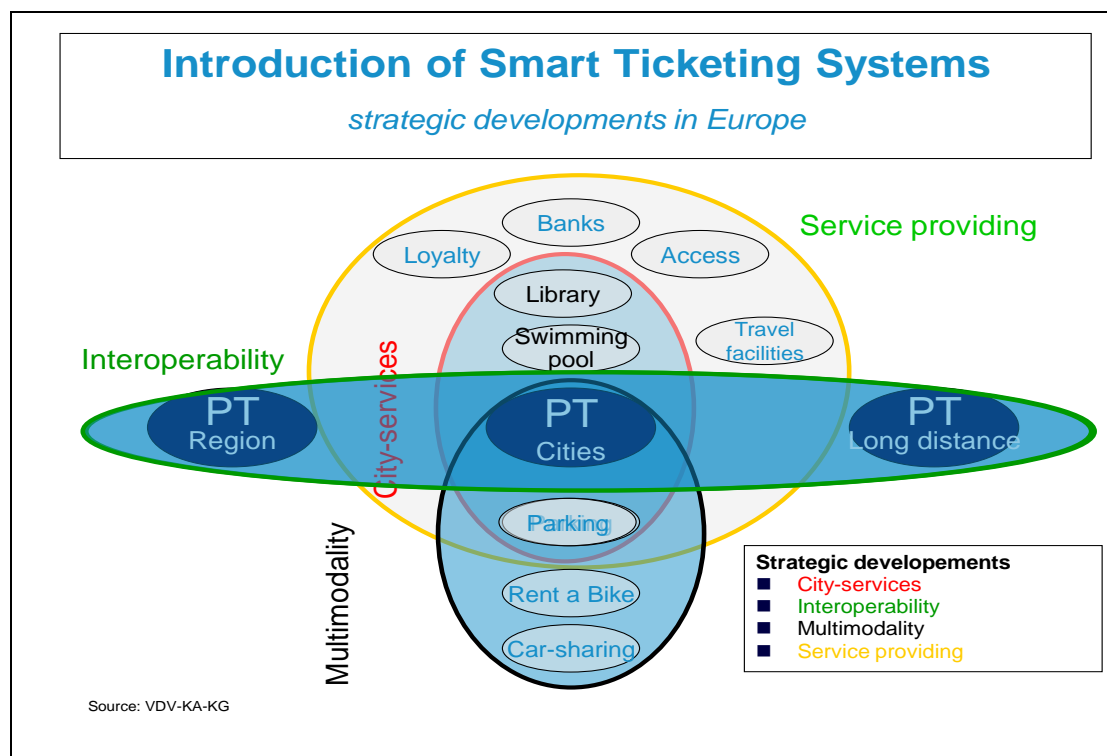 Introduction of Smart Ticketing Systems
strategic developments in Europe
Banks
Service providing
Loyalty
Access
Library
Swimming
pool
Travel
facilities
Interoperability
City-services
PT
Region
PT
Cities
PT
Long distance
Multimodality
Parking
Rent a Bike
Car-sharing
Strategic developements
City-services
Interoperability
Multimodality
Service providing
Source: VDV-KA-KG